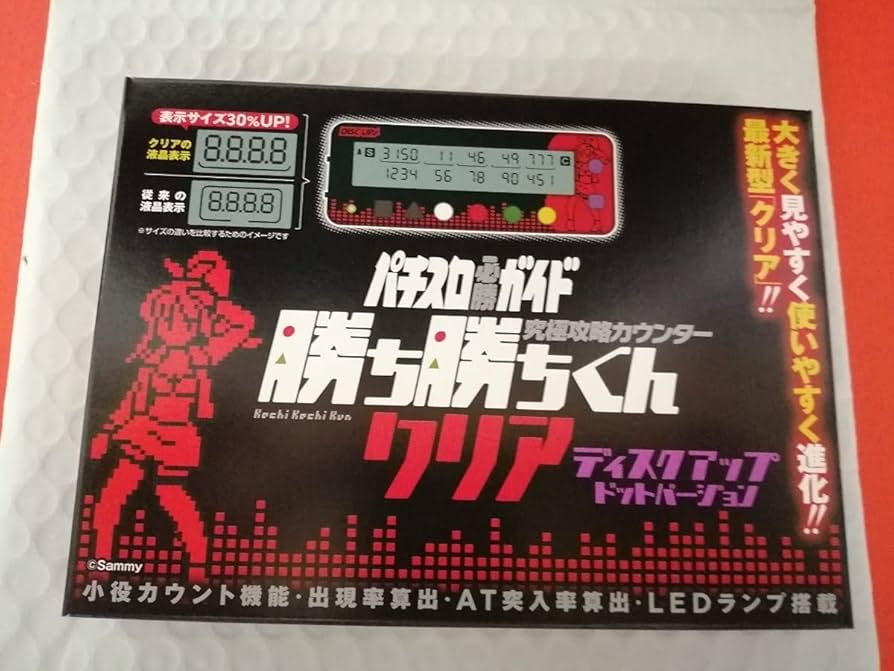 表示サイズ30%UP!
クリアの
液晶表示
8.8.8.8
従来の
液晶表示
8.8.8.8
※サイズの違いを比較するためのイメージです
DISC UP
S 3150 11 46 49 777 C
1234 56 78 90 451
大きく見やすく使いやすく進化!!
最新型「クリア」!!
パチスロ必勝ガイド
究極攻略カウンター
勝ち勝ちくん
Kachi Kachi Kun
クリア
ディスクアップ
ドットバージョン
©Sammy
小役カウント機能・出現率算出・AT突入率算出・LEDランプ搭載